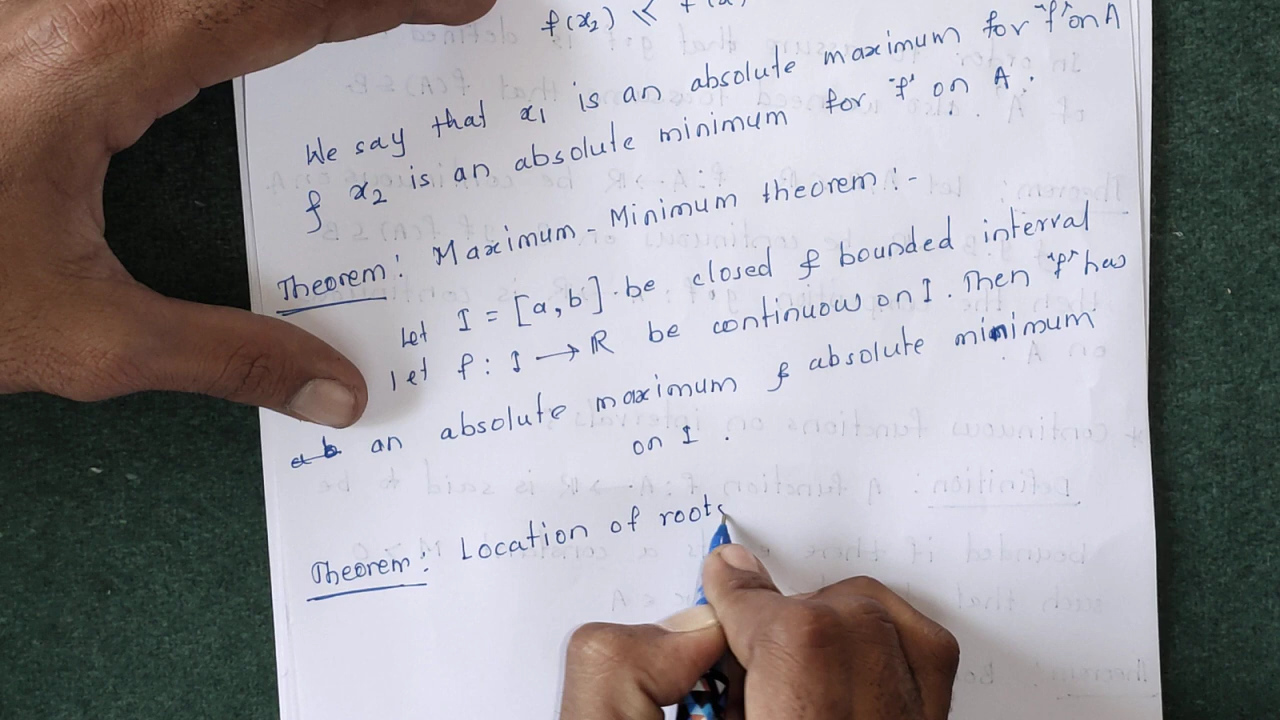 f(x₂) ≤ f(x)
We say that x₁ is an absolute maximum for "f" on A
& x₂ is an absolute minimum for "f" on A.
Theorem: Maximum - Minimum theorem:-
Let I = [a, b] be closed & bounded interval
let f: I → ℝ be continuous on I. Then "f" has
an absolute maximum & absolute minimum
on I.
Theorem: Location of roots